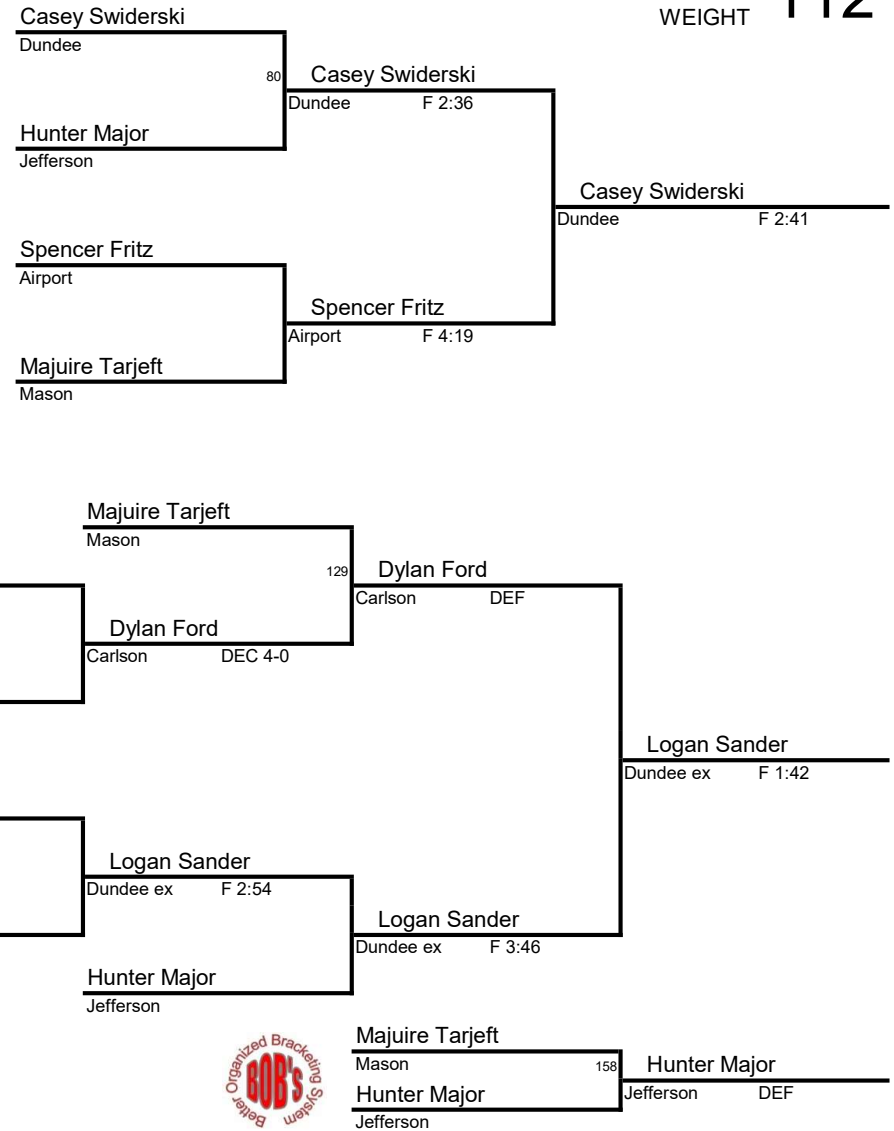 Casey Swiderski
WEIGHT 112
Dundee
80 Casey Swiderski
Dundee F 2:36
Hunter Major
Jefferson
Casey Swiderski
Dundee F 2:41
Spencer Fritz
Airport
Spencer Fritz
Airport F 4:19
Majuire Tarjeft
Mason
Majuire Tarjeft
Mason
129 Dylan Ford
Carlson DEF
Dylan Ford
Carlson DEC 4-0
Logan Sander
Dundee ex F 1:42
Logan Sander
Dundee ex F 2:54
Logan Sander
Dundee ex F 3:46
Hunter Major
Jefferson
Better Organized Bracketing System
BOB'S
Majuire Tarjeft
Mason 158 Hunter Major
Hunter Major Jefferson DEF
Jefferson